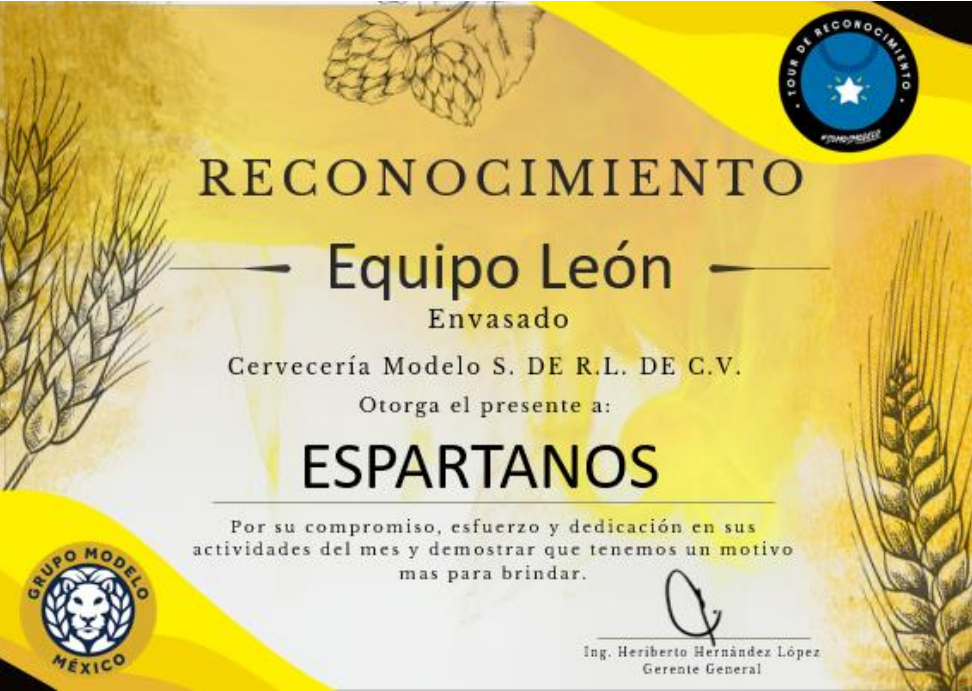 TOUR DE RECONOCIMIENTO
#SOMOSMODELO
RECONOCIMIENTO
Equipo León
Envasado
Cervecería Modelo S. DE R.L. DE C.V.
Otorga el presente a:
ESPARTANOS
Por su compromiso, esfuerzo y dedicación en sus
actividades del mes y demostrar que tenemos un motivo
mas para brindar.
GRUPO MODELO
MÉXICO
Ing. Heriberto Hernández López
Gerente General